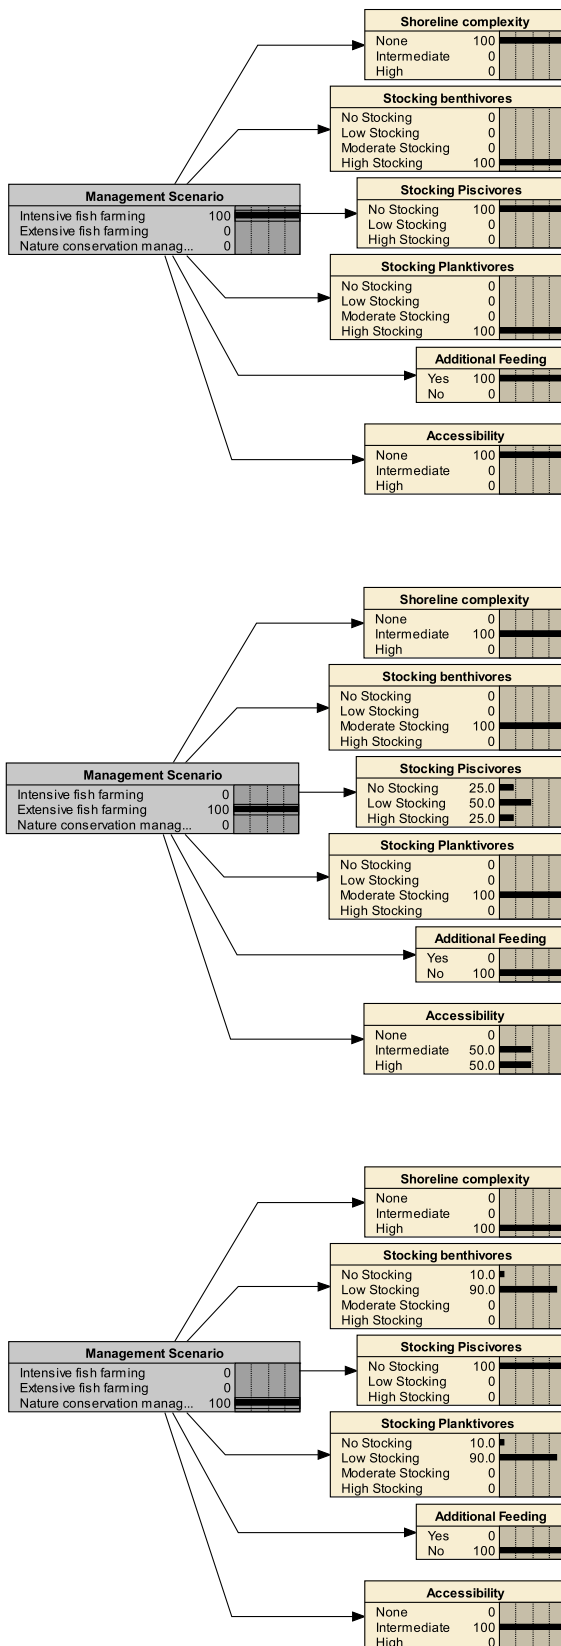 Shoreline complexity
None 100
Intermediate 0
High 0
Stocking benthivores
No Stocking 0
Low Stocking 0
Moderate Stocking 0
High Stocking 100
Management Scenario
Intensive fish farming 100
Extensive fish farming 0
Nature conservation manag... 0
Stocking Piscivores
No Stocking 100
Low Stocking 0
High Stocking 0
Stocking Planktivores
No Stocking 0
Low Stocking 0
Moderate Stocking 0
High Stocking 100
Additional Feeding
Yes 100
No 0
Accessibility
None 100
Intermediate 0
High 0
Shoreline complexity
None 0
Intermediate 100
High 0
Stocking benthivores
No Stocking 0
Low Stocking 0
Moderate Stocking 100
High Stocking 0
Management Scenario
Intensive fish farming 0
Extensive fish farming 100
Nature conservation manag... 0
Stocking Piscivores
No Stocking 25.0
Low Stocking 50.0
High Stocking 25.0
Stocking Planktivores
No Stocking 0
Low Stocking 0
Moderate Stocking 100
High Stocking 0
Additional Feeding
Yes 0
No 100
Accessibility
None 0
Intermediate 50.0
High 50.0
Shoreline complexity
None 0
Intermediate 0
High 100
Stocking benthivores
No Stocking 10.0
Low Stocking 90.0
Moderate Stocking 0
High Stocking 0
Management Scenario
Intensive fish farming 0
Extensive fish farming 0
Nature conservation manag... 100
Stocking Piscivores
No Stocking 100
Low Stocking 0
High Stocking 0
Stocking Planktivores
No Stocking 10.0
Low Stocking 90.0
Moderate Stocking 0
High Stocking 0
Additional Feeding
Yes 0
No 100
Accessibility
None 0
Intermediate 100
High 0